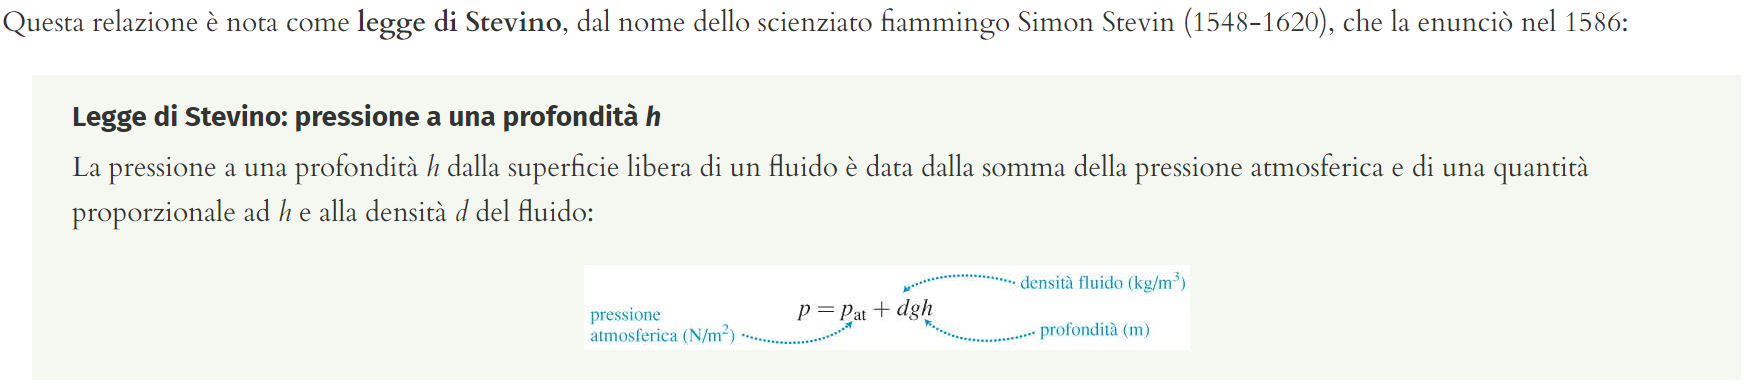 Questa relazione è nota come legge di Stevino, dal nome dello scienziato fiammingo Simon Stevin (1548-1620), che la enunciò nel 1586:
Legge di Stevino: pressione a una profondità h
La pressione a una profondità h dalla superficie libera di un fluido è data dalla somma della pressione atmosferica e di una quantità
proporzionale ad h e alla densità d del fluido:
densità fluido (kg/m³)
p = pat + dgh
pressione
atmosferica (N/m²)
profondità (m)